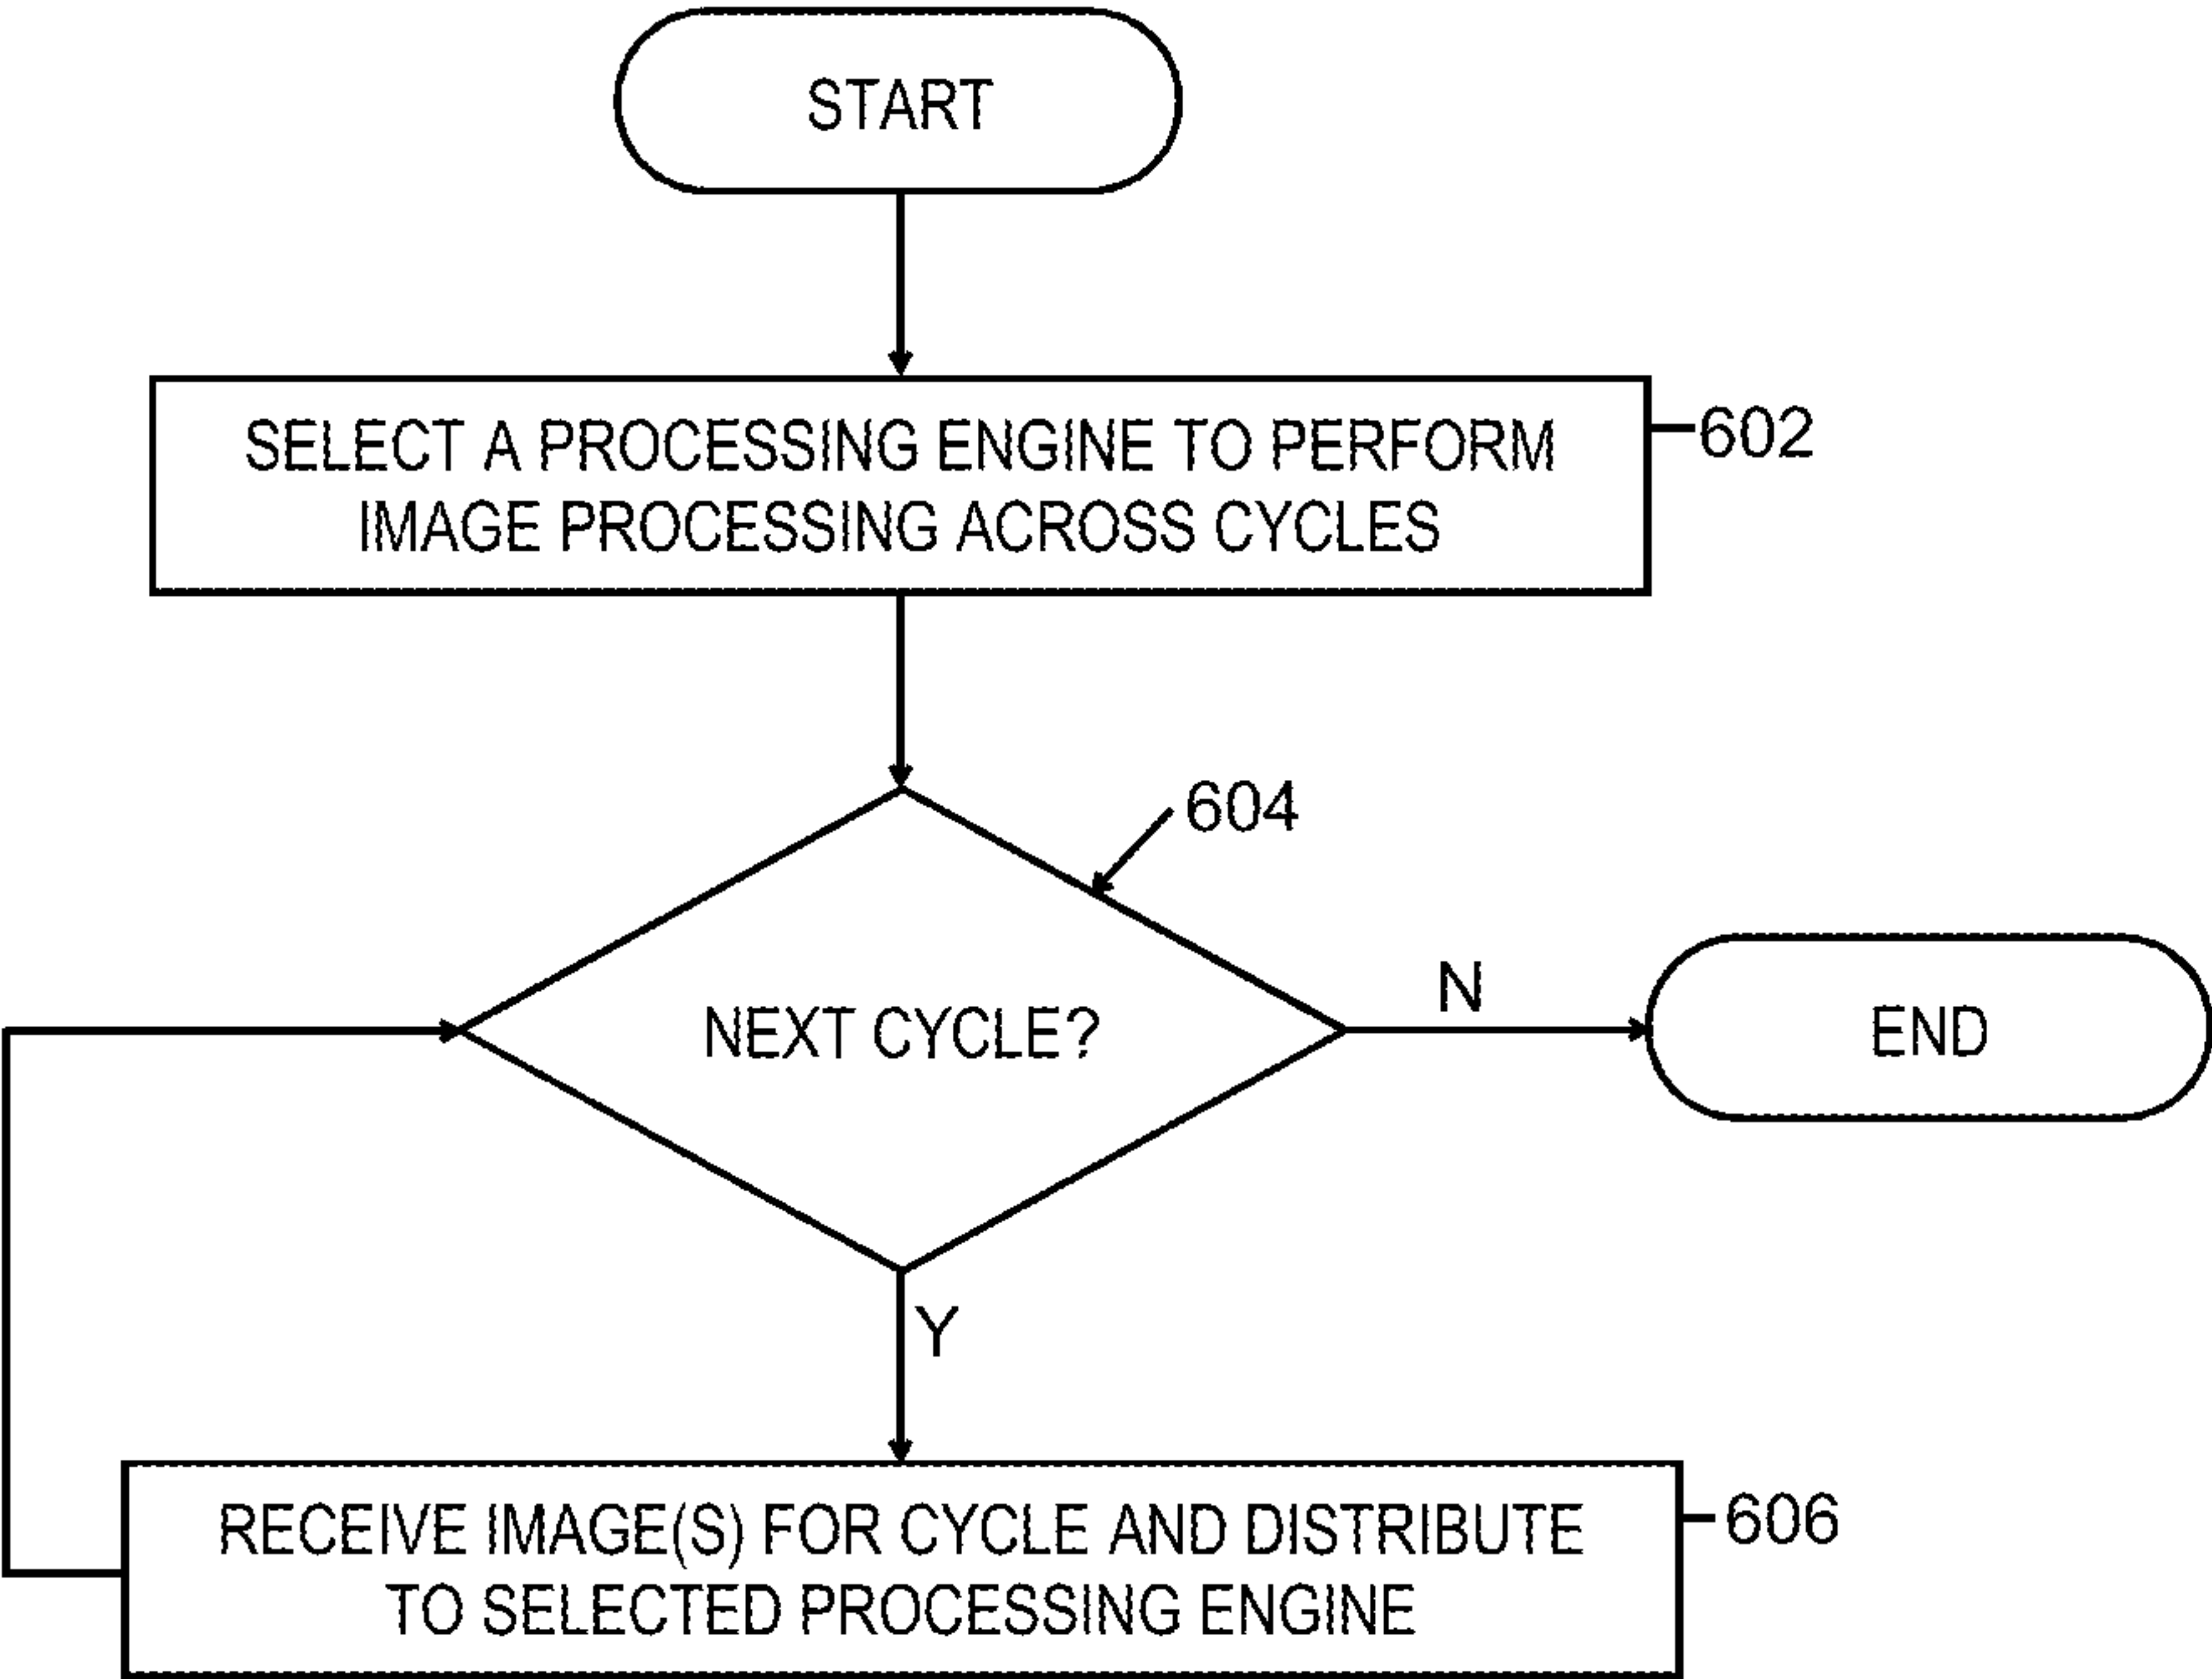 START
SELECT A PROCESSING ENGINE TO PERFORM
IMAGE PROCESSING ACROSS CYCLES
602
604
NEXT CYCLE?
N
END
Y
RECEIVE IMAGE(S) FOR CYCLE AND DISTRIBUTE
TO SELECTED PROCESSING ENGINE
606